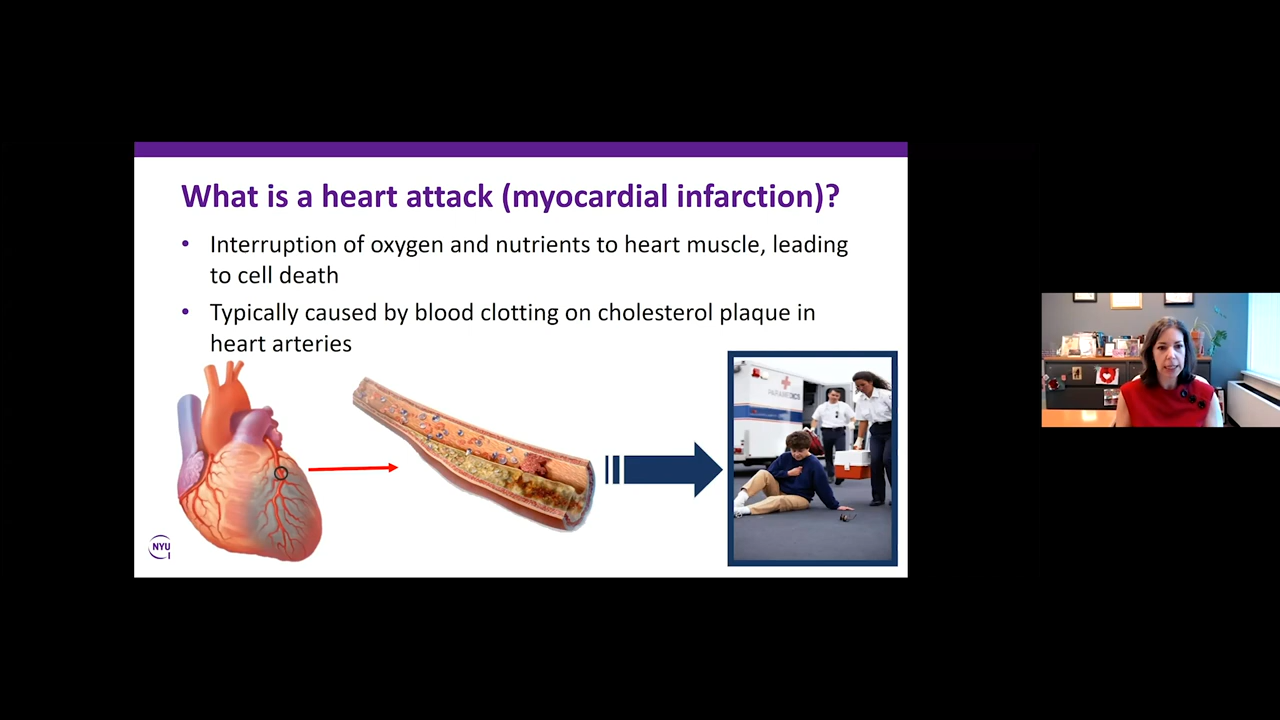 What is a heart attack (myocardial infarction)?
• Interruption of oxygen and nutrients to heart muscle, leading
to cell death
• Typically caused by blood clotting on cholesterol plaque in
heart arteries
PARAMEDICS
NYU